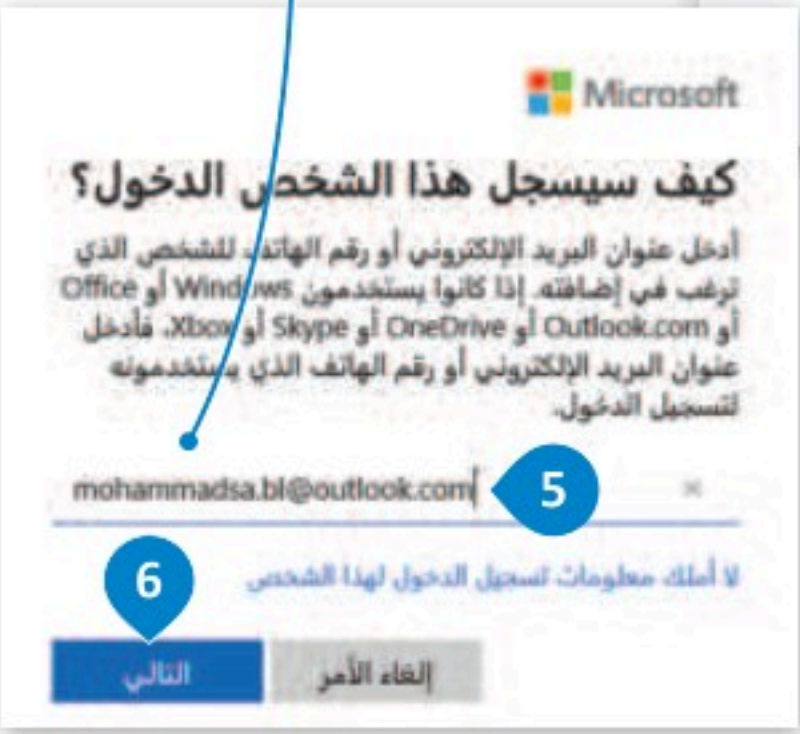 Microsoft
كيف سيسجل هذا الشخص الدخول؟
أدخل عنوان البريد الإلكتروني أو رقم الهاتف للشخص الذي
ترغب في إضافته. إذا كانوا يستخدمون Windows أو Office
أو Outlook.com أو OneDrive أو Skype أو Xbox، فأدخل
عنوان البريد الإلكتروني أو رقم الهاتف الذي يستخدمونه
لتسجيل الدخول.
mohammadsa.bl@outlook.com
5
لا أملك معلومات تسجيل الدخول لهذا الشخص
6
إلغاء الأمر
التالي